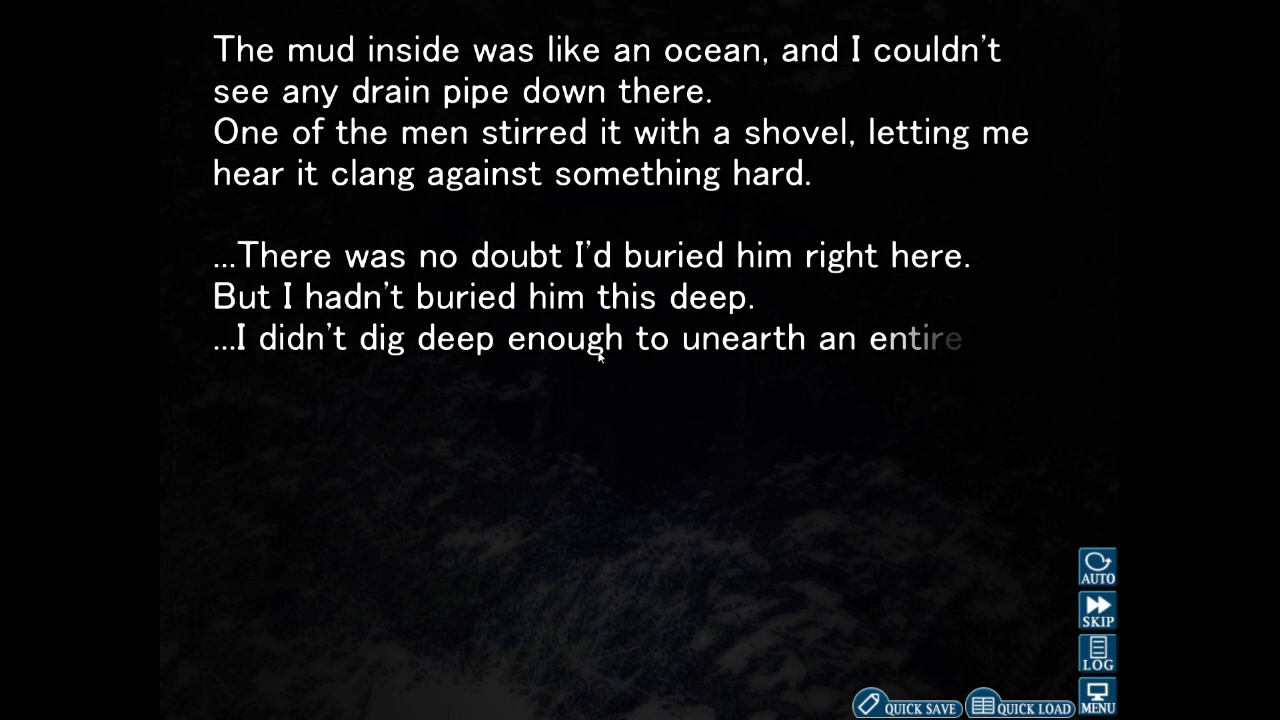 The mud inside was like an ocean, and I couldn't
see any drain pipe down there.
One of the men stirred it with a shovel, letting me
hear it clang against something hard.
...There was no doubt I'd buried him right here.
But I hadn't buried him this deep.
...I didn't dig deep enough to unearth an entire
AUTO
SKIP
LOG
QUICK SAVE
QUICK LOAD
MENU